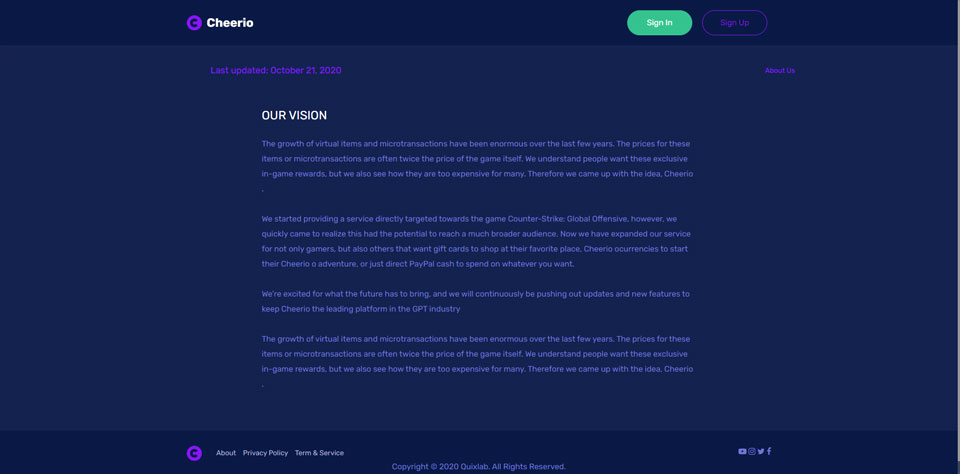 Cheerio
Sign In
Sign Up
Last updated: October 21, 2020
About Us
OUR VISION
The growth of virtual items and microtransactions have been enormous over the last few years. The prices for these
items or microtransactions are often twice the price of the game itself. We understand people want these exclusive
in-game rewards, but we also see how they are too expensive for many. Therefore we came up with the idea, Cheerio
.
We started providing a service directly targeted towards the game Counter-Strike: Global Offensive, however, we
quickly came to realize this had the potential to reach a much broader audience. Now we have expanded our service
for not only gamers, but also others that want gift cards to shop at their favorite place, Cheerio ocurrencies to start
their Cheerio o adventure, or just direct PayPal cash to spend on whatever you want.
We're excited for what the future has to bring, and we will continuously be pushing out updates and new features to
keep Cheerio the leading platform in the GPT industry
The growth of virtual items and microtransactions have been enormous over the last few years. The prices for these
items or microtransactions are often twice the price of the game itself. We understand people want these exclusive
in-game rewards, but we also see how they are too expensive for many. Therefore we came up with the idea, Cheerio
.
About Privacy Policy Term & Service
Copyright © 2020 Quixlab. All Rights Reserved.